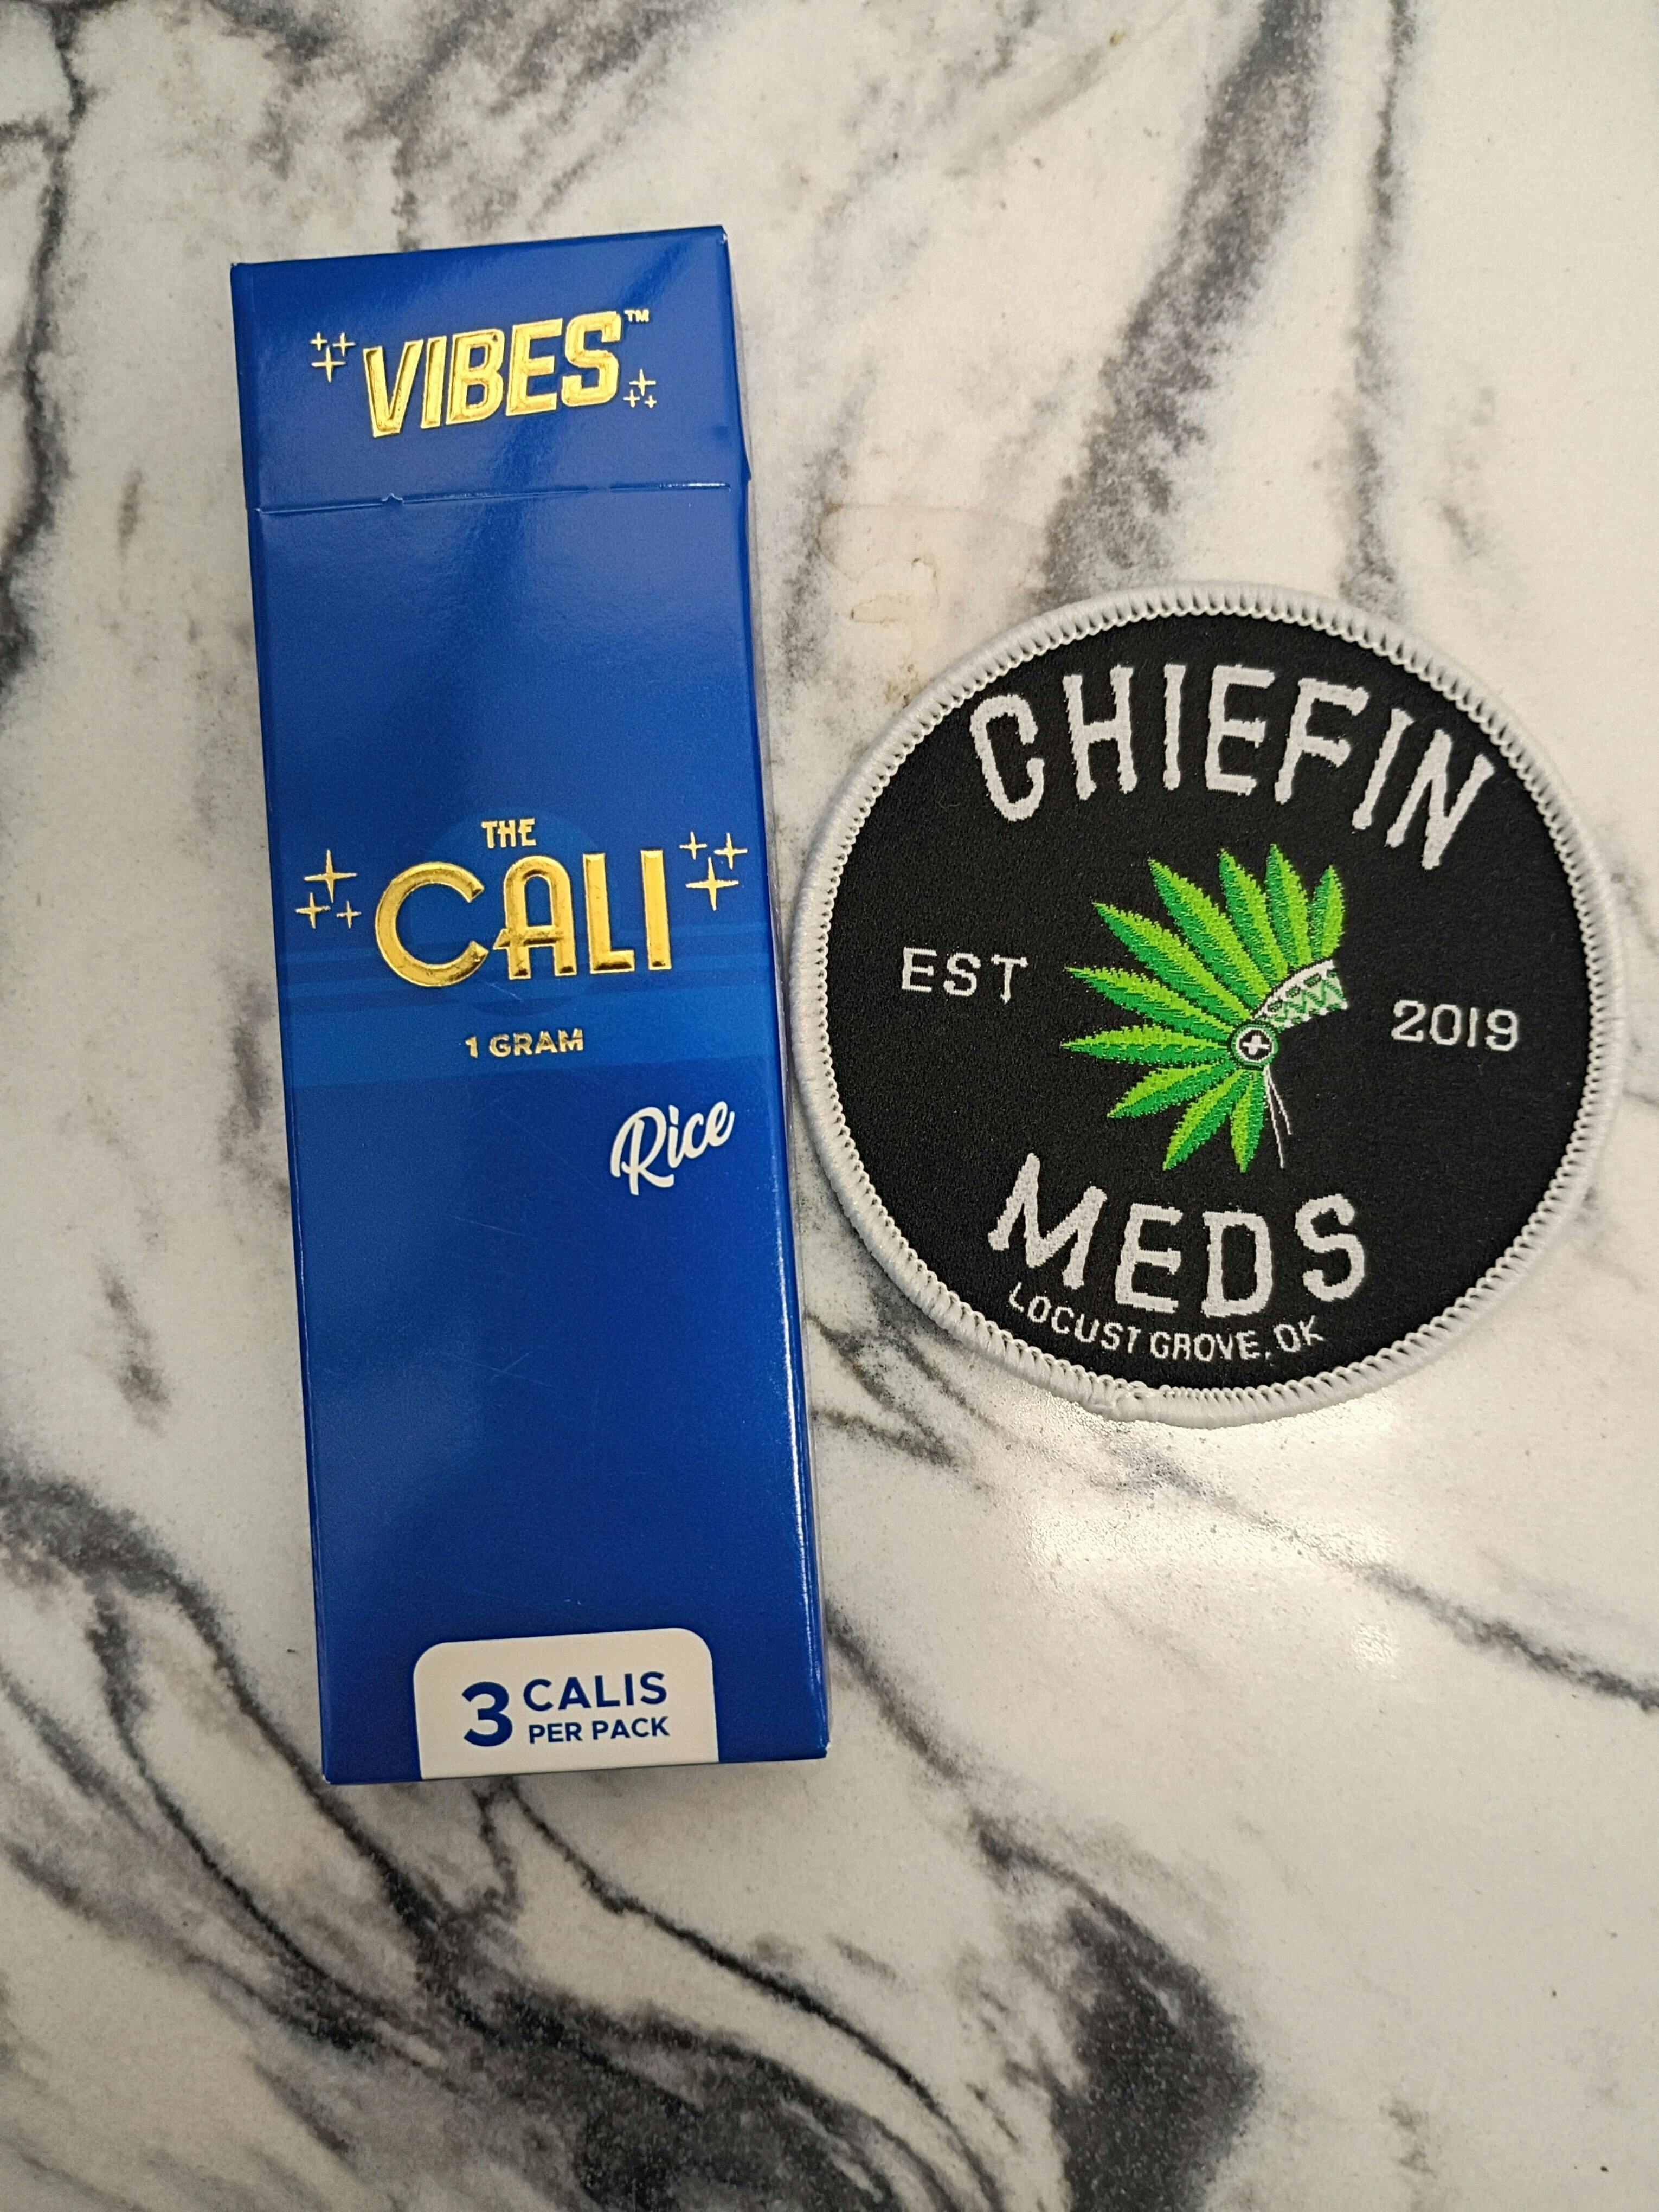 VIBES™
THE
CALI
1 GRAM
Rice
3 CALIS
PER PACK
CHIEFIN
EST 2019
MEDS
LOCUST GROVE, OK